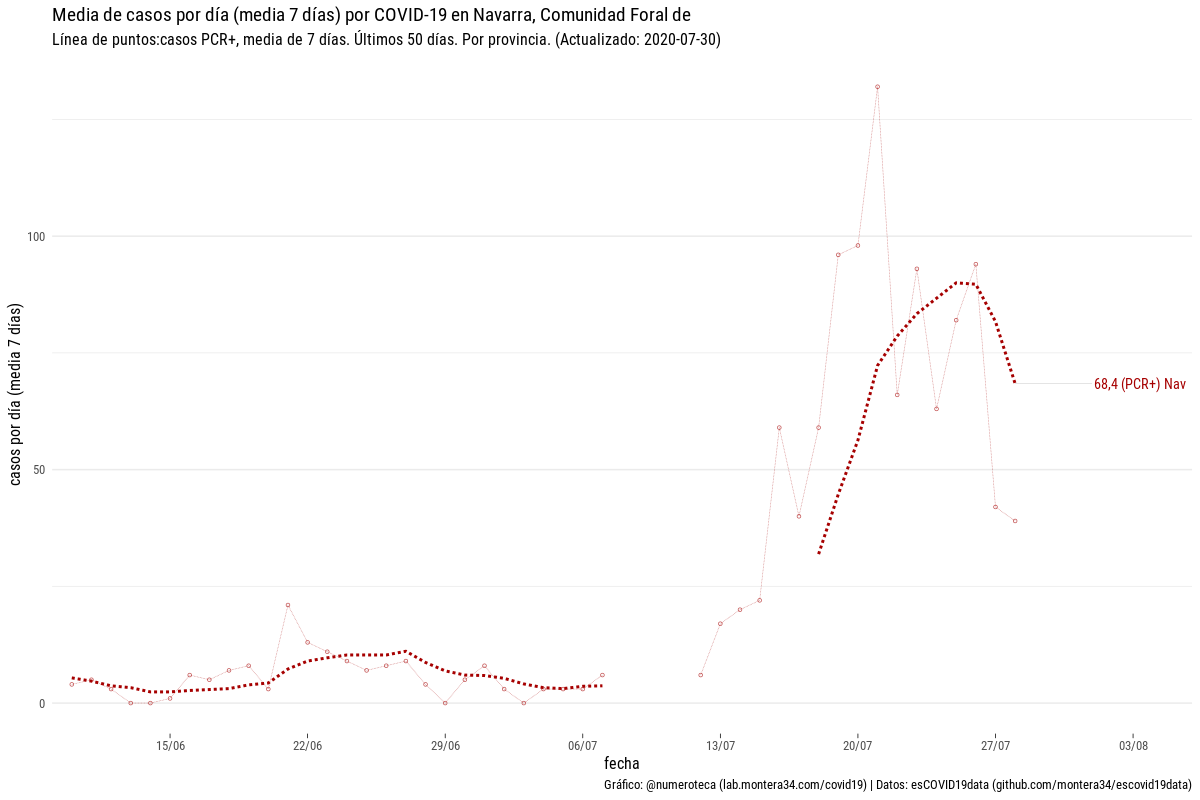 Media de casos por día (media 7 días) por COVID-19 en Navarra, Comunidad Foral de
Línea de puntos:casos PCR+, media de 7 días. Últimos 50 días. Por provincia. (Actualizado: 2020-07-30)
casos por día (media 7 días)
100
50
0
68,4 (PCR+) Nav
15/06
22/06
29/06
06/07
13/07
20/07
27/07
03/08
fecha
Gráfico: @numeroteca (lab.montera34.com/covid19) | Datos: esCOVID19data (github.com/montera34/escovid19data)